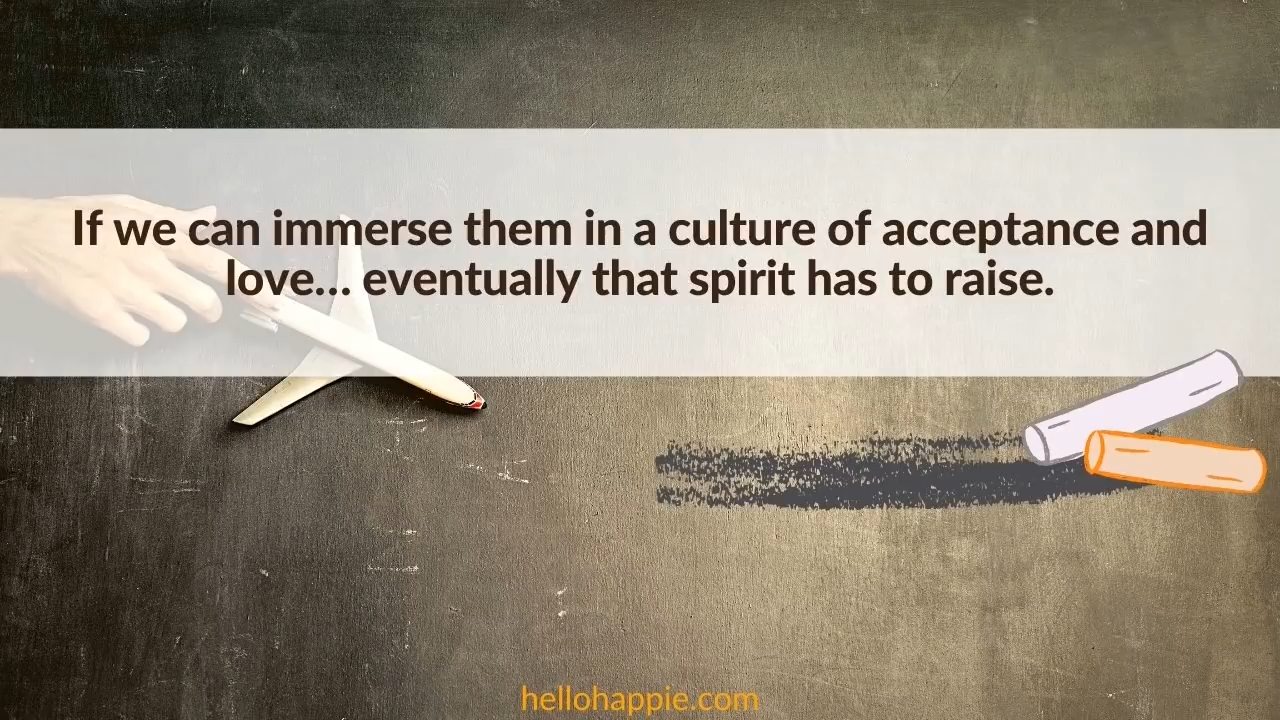 If we can immerse them in a culture of acceptance and
love... eventually that spirit has to raise.
hellohappie.com